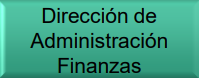 Dirección de
Administración
Finanzas